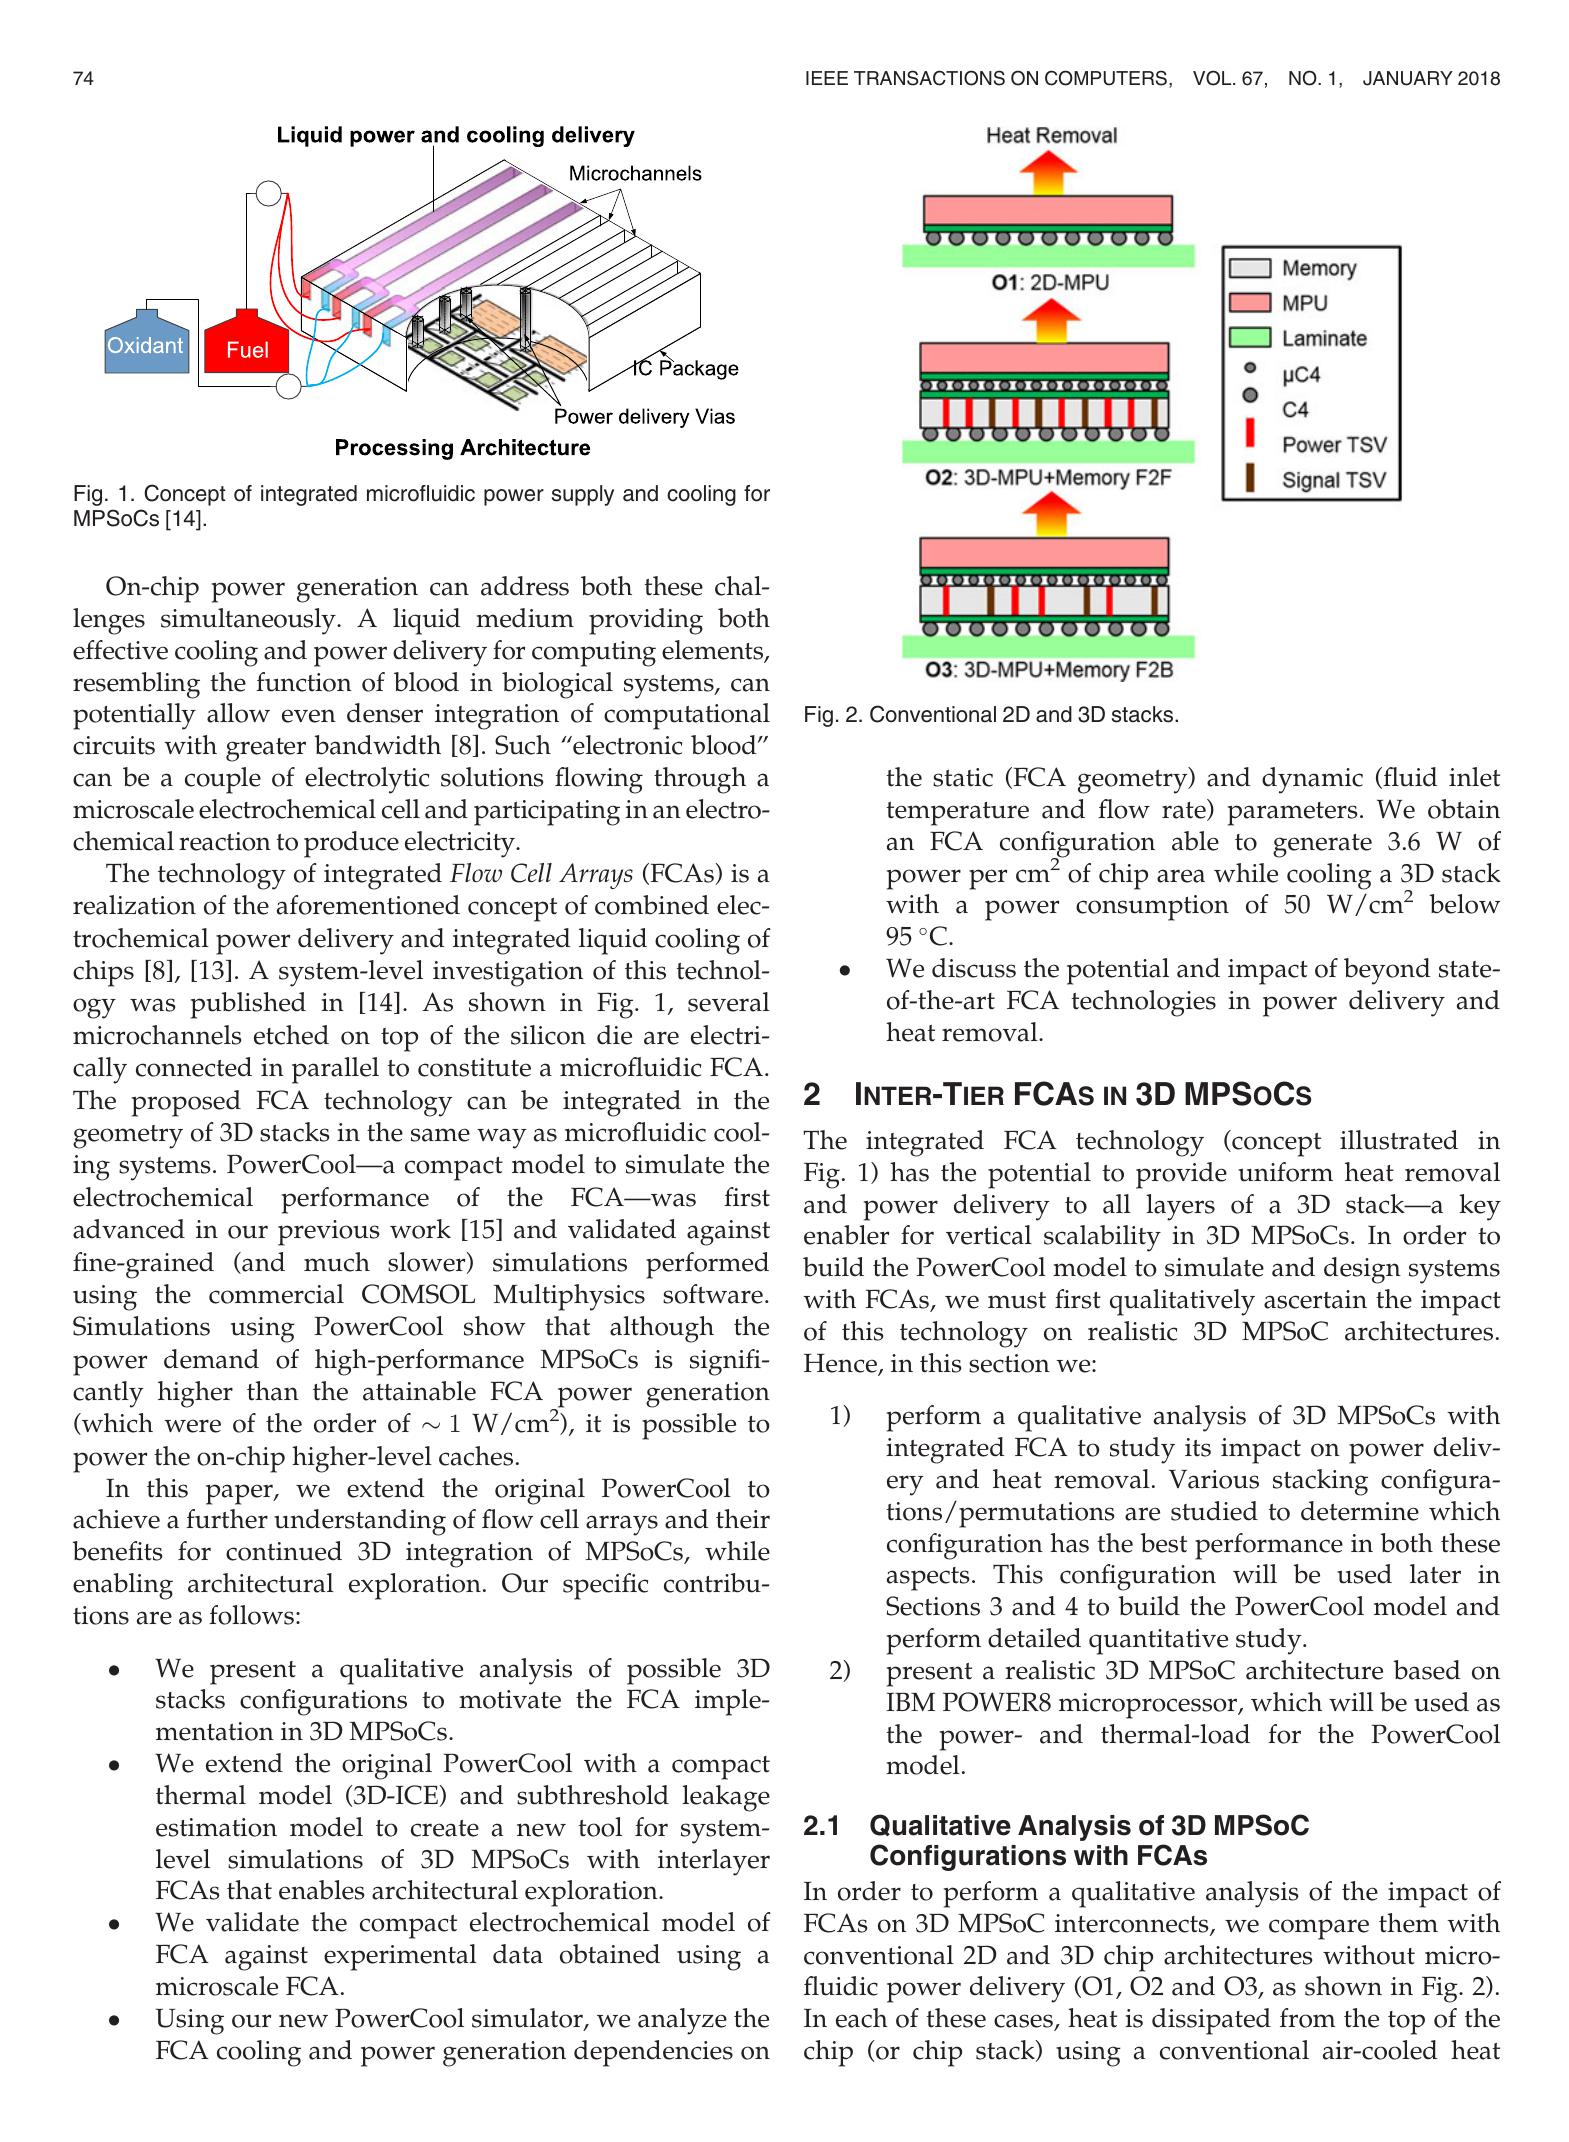 74
IEEE TRANSACTIONS ON COMPUTERS, VOL. 67, NO. 1, JANUARY 2018
Liquid power and cooling delivery
Microchannels
Oxidant
Fuel
IC Package
Power delivery Vias
Processing Architecture
Fig. 1. Concept of integrated microfluidic power supply and cooling for
MPSoCs [14].
On-chip power generation can address both these chal-
lenges simultaneously. A liquid medium providing both
effective cooling and power delivery for computing elements,
resembling the function of blood in biological systems, can
potentially allow even denser integration of computational
circuits with greater bandwidth [8]. Such “electronic blood”
can be a couple of electrolytic solutions flowing through a
microscale electrochemical cell and participating in an electro-
chemical reaction to produce electricity.
The technology of integrated Flow Cell Arrays (FCAs) is a
realization of the aforementioned concept of combined elec-
trochemical power delivery and integrated liquid cooling of
chips [8], [13]. A system-level investigation of this technol-
ogy was published in [14]. As shown in Fig. 1, several
microchannels etched on top of the silicon die are electri-
cally connected in parallel to constitute a microfluidic FCA.
The proposed FCA technology can be integrated in the
geometry of 3D stacks in the same way as microfluidic cool-
ing systems. PowerCool—a compact model to simulate the
electrochemical performance of the FCA—was first
advanced in our previous work [15] and validated against
fine-grained (and much slower) simulations performed
using the commercial COMSOL Multiphysics software.
Simulations using PowerCool show that although the
power demand of high-performance MPSoCs is signifi-
cantly higher than the attainable FCA power generation
(which were of the order of ∼ 1 W/cm²), it is possible to
power the on-chip higher-level caches.
In this paper, we extend the original PowerCool to
achieve a further understanding of flow cell arrays and their
benefits for continued 3D integration of MPSoCs, while
enabling architectural exploration. Our specific contribu-
tions are as follows:
• We present a qualitative analysis of possible 3D
stacks configurations to motivate the FCA imple-
mentation in 3D MPSoCs.
• We extend the original PowerCool with a compact
thermal model (3D-ICE) and subthreshold leakage
estimation model to create a new tool for system-
level simulations of 3D MPSoCs with interlayer
FCAs that enables architectural exploration.
• We validate the compact electrochemical model of
FCA against experimental data obtained using a
microscale FCA.
• Using our new PowerCool simulator, we analyze the
FCA cooling and power generation dependencies on
Heat Removal
O1: 2D-MPU
O2: 3D-MPU+Memory F2F
O3: 3D-MPU+Memory F2B
Memory
MPU
Laminate
µC4
C4
Power TSV
Signal TSV
Fig. 2. Conventional 2D and 3D stacks.
the static (FCA geometry) and dynamic (fluid inlet
temperature and flow rate) parameters. We obtain
an FCA configuration able to generate 3.6 W of
power per cm² of chip area while cooling a 3D stack
with a power consumption of 50 W/cm² below
95 °C.
• We discuss the potential and impact of beyond state-
of-the-art FCA technologies in power delivery and
heat removal.
2 INTER-TIER FCAS IN 3D MPSOCS
The integrated FCA technology (concept illustrated in
Fig. 1) has the potential to provide uniform heat removal
and power delivery to all layers of a 3D stack—a key
enabler for vertical scalability in 3D MPSoCs. In order to
build the PowerCool model to simulate and design systems
with FCAs, we must first qualitatively ascertain the impact
of this technology on realistic 3D MPSoC architectures.
Hence, in this section we:
1) perform a qualitative analysis of 3D MPSoCs with
integrated FCA to study its impact on power deliv-
ery and heat removal. Various stacking configura-
tions/permutations are studied to determine which
configuration has the best performance in both these
aspects. This configuration will be used later in
Sections 3 and 4 to build the PowerCool model and
perform detailed quantitative study.
2) present a realistic 3D MPSoC architecture based on
IBM POWER8 microprocessor, which will be used as
the power- and thermal-load for the PowerCool
model.
2.1 Qualitative Analysis of 3D MPSoC
Configurations with FCAs
In order to perform a qualitative analysis of the impact of
FCAs on 3D MPSoC interconnects, we compare them with
conventional 2D and 3D chip architectures without micro-
fluidic power delivery (O1, O2 and O3, as shown in Fig. 2).
In each of these cases, heat is dissipated from the top of the
chip (or chip stack) using a conventional air-cooled heat